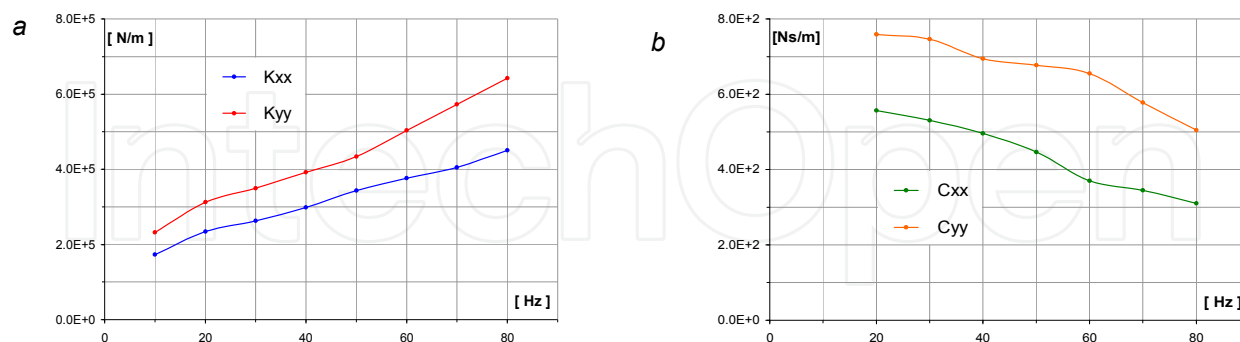 a
[ N/m ]
8.0E+5
6.0E+5
4.0E+5
2.0E+5
0.0E+0
Kxx
Kyy
[ Hz ]
0 20 40 60 80
b
[Ns/m]
8.0E+2
6.0E+2
4.0E+2
2.0E+2
0.0E+0
Cxx
Cyy
[ Hz ]
0 20 40 60 80
IntechOpen